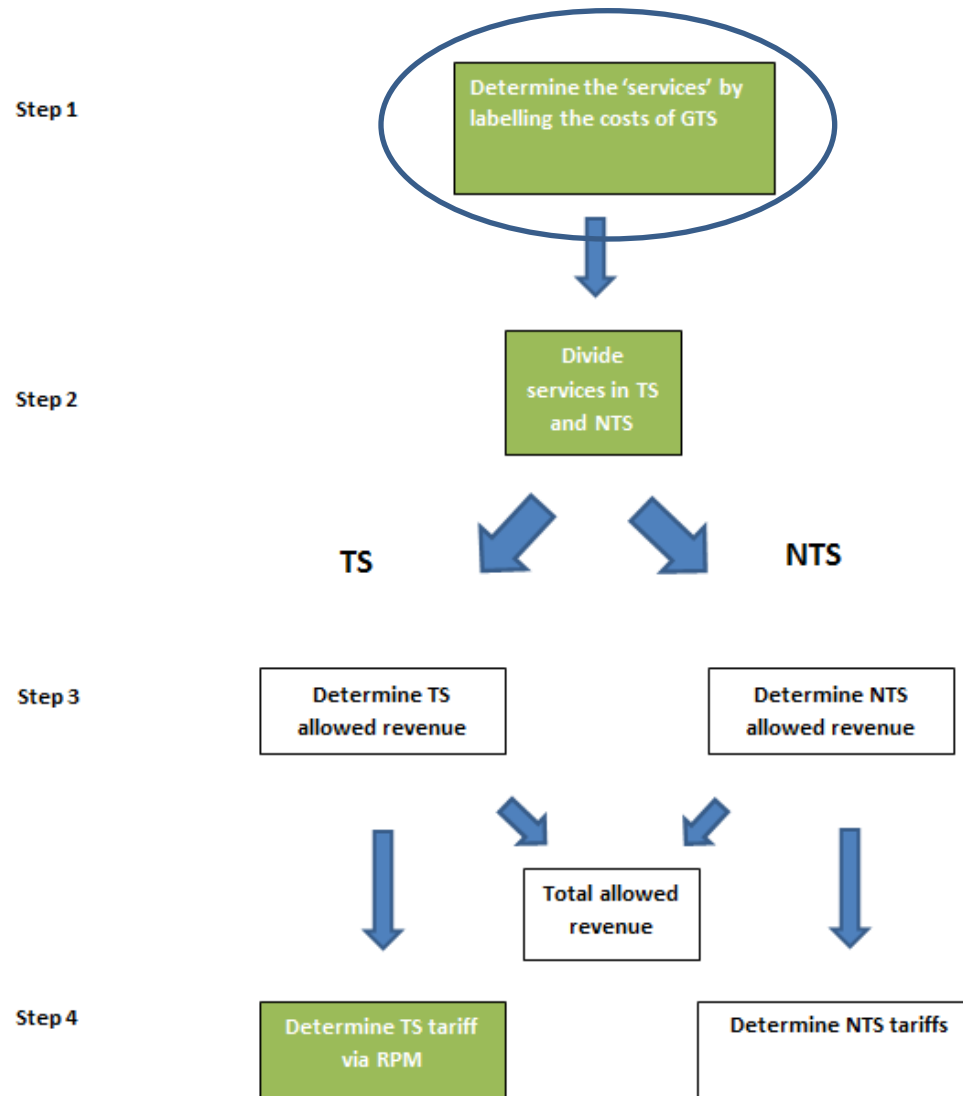 Step 1
Determine the ‘services’ by
labelling the costs of GTS
Step 2
Divide
services in TS
and NTS
TS
NTS
Step 3
Determine TS
allowed revenue
Determine NTS
allowed revenue
Total allowed
revenue
Step 4
Determine TS tariff
via RPM
Determine NTS tariffs